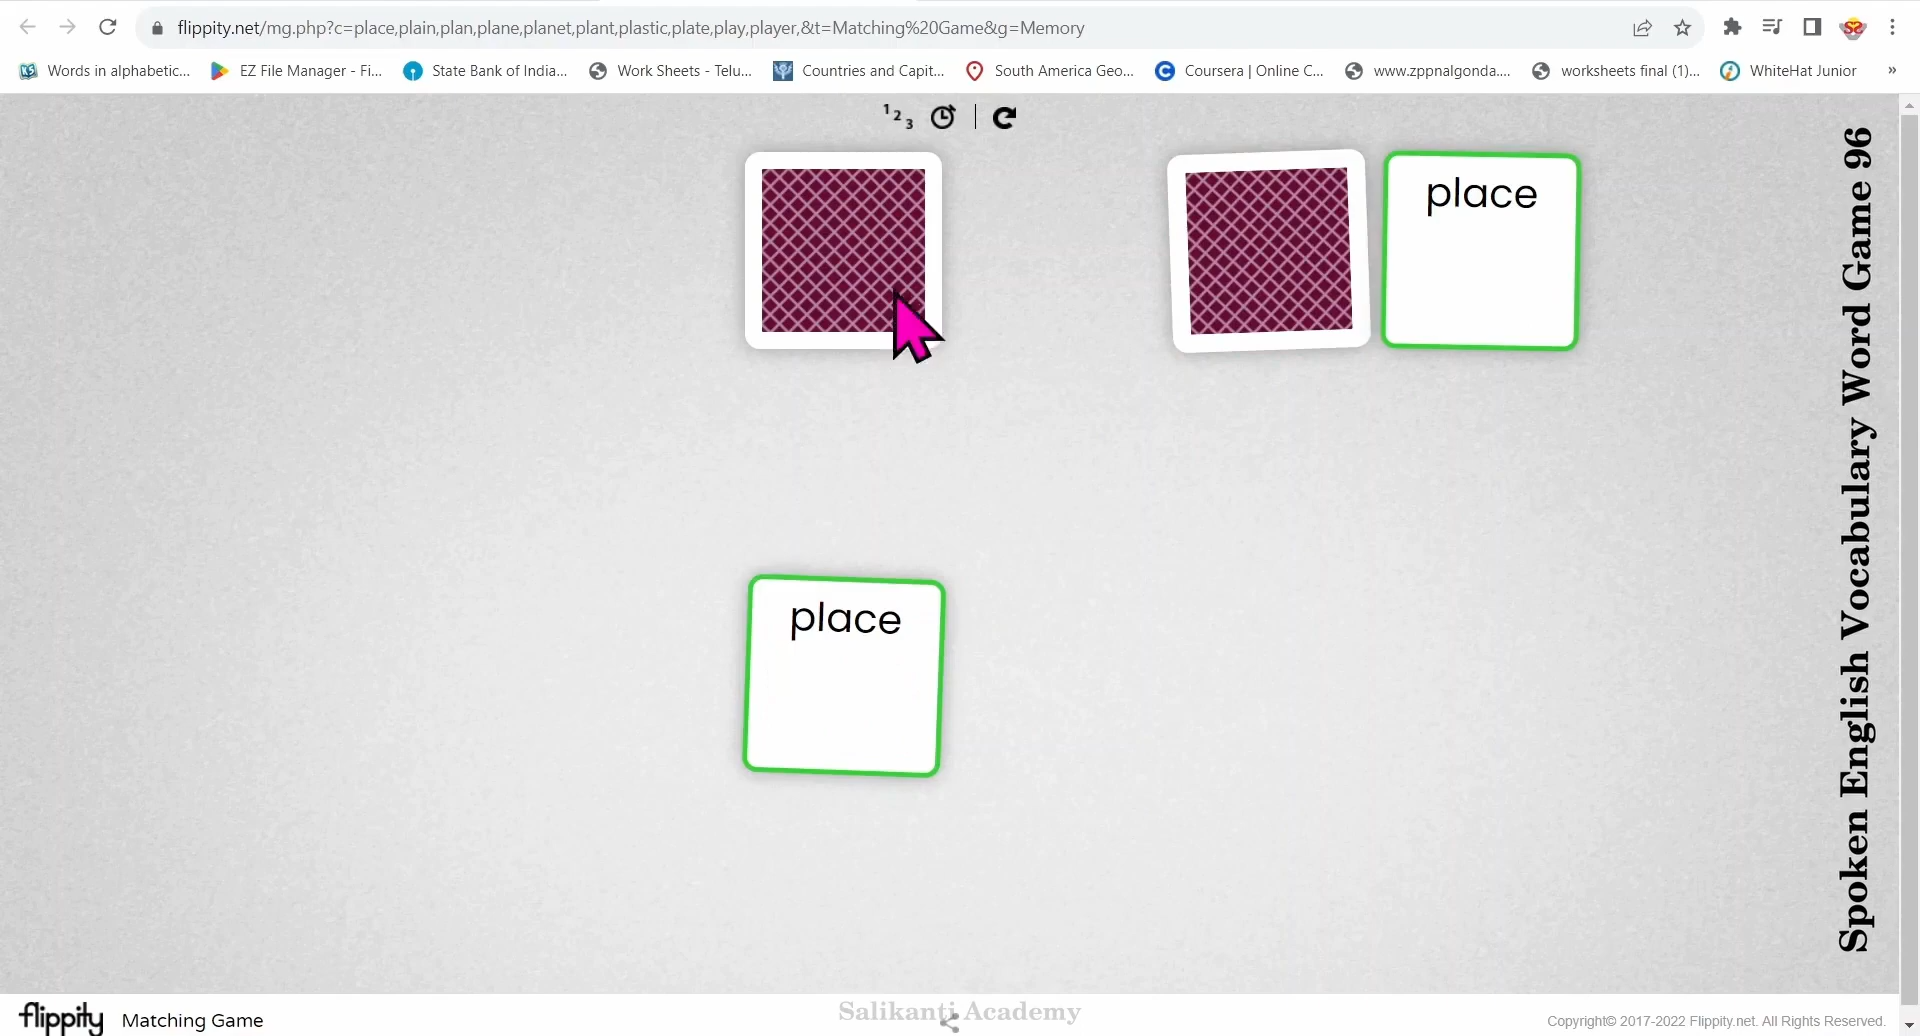 flippity.net/mg.php?c=place,plain,plan,plane,planet,plant,plastic,plate,play,player,&t=Matching%20Game&g=Memory
Words in alphabetic... EZ File Manager - Fi... State Bank of India... Work Sheets - Telu... Countries and Capit... South America Geo... Coursera | Online C... www.zppnalgonda.... worksheets final (1)... WhiteHat Junior »
1 2 3
place
place
Spoken English Vocabulary Word Game 96
flippity Matching Game
Salikanti Academy
Copyright© 2017-2022 Flippity.net. All Rights Reserved.